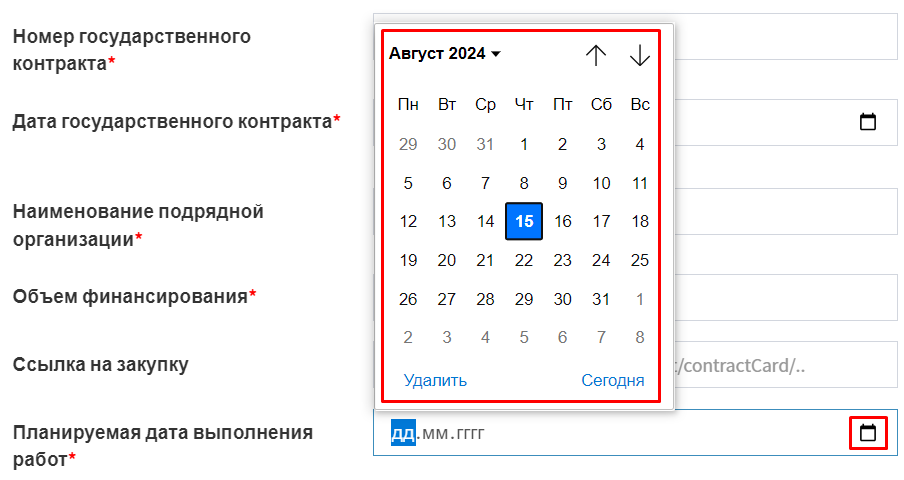 Номер государственного
контракта*
Август 2024
Пн Вт Ср Чт Пт Сб Вс
29 30 31 1 2 3 4
5 6 7 8 9 10 11
12 13 14 15 16 17 18
19 20 21 22 23 24 25
26 27 28 29 30 31 1
2 3 4 5 6 7 8
Удалить Сегодня
Дата государственного контракта*
Наименование подрядной
организации*
Объем финансирования*
Ссылка на закупку
/contractCard/..
Планируемая дата выполнения
работ*
дд.мм.гггг